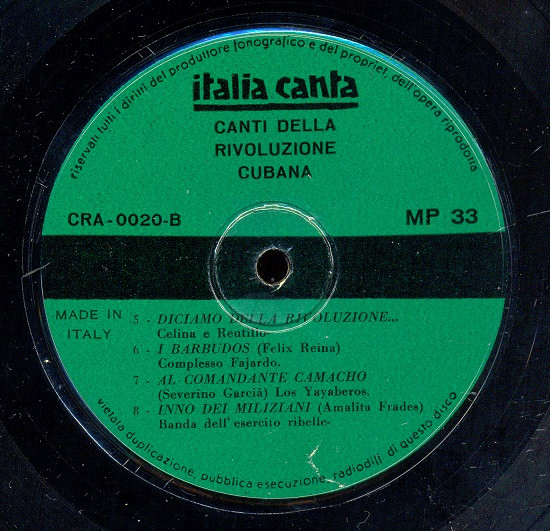 riservati tutti i diritti del produttore fonografico e del propriet. dell'opera riprodotta
italia canta
CANTI DELLA
RIVOLUZIONE
CUBANA
CRA-0020-B
MP 33
MADE IN
ITALY
5 - DICIAMO DELLA RICOLUZIONE...
Celina e Reutilio
6 - I BARBUDOS (Felix Reina)
Complesso Fajardo.
7 - AL COMANDANTE CAMACHO
(Severino Garcià) Los Yayaberos.
8 - INNO DEI MILIZIANI (Amalita Frades)
Banda dell'esercito ribelle-
vietata duplicazione, pubblica esecuzione, radiodif. di questo disco